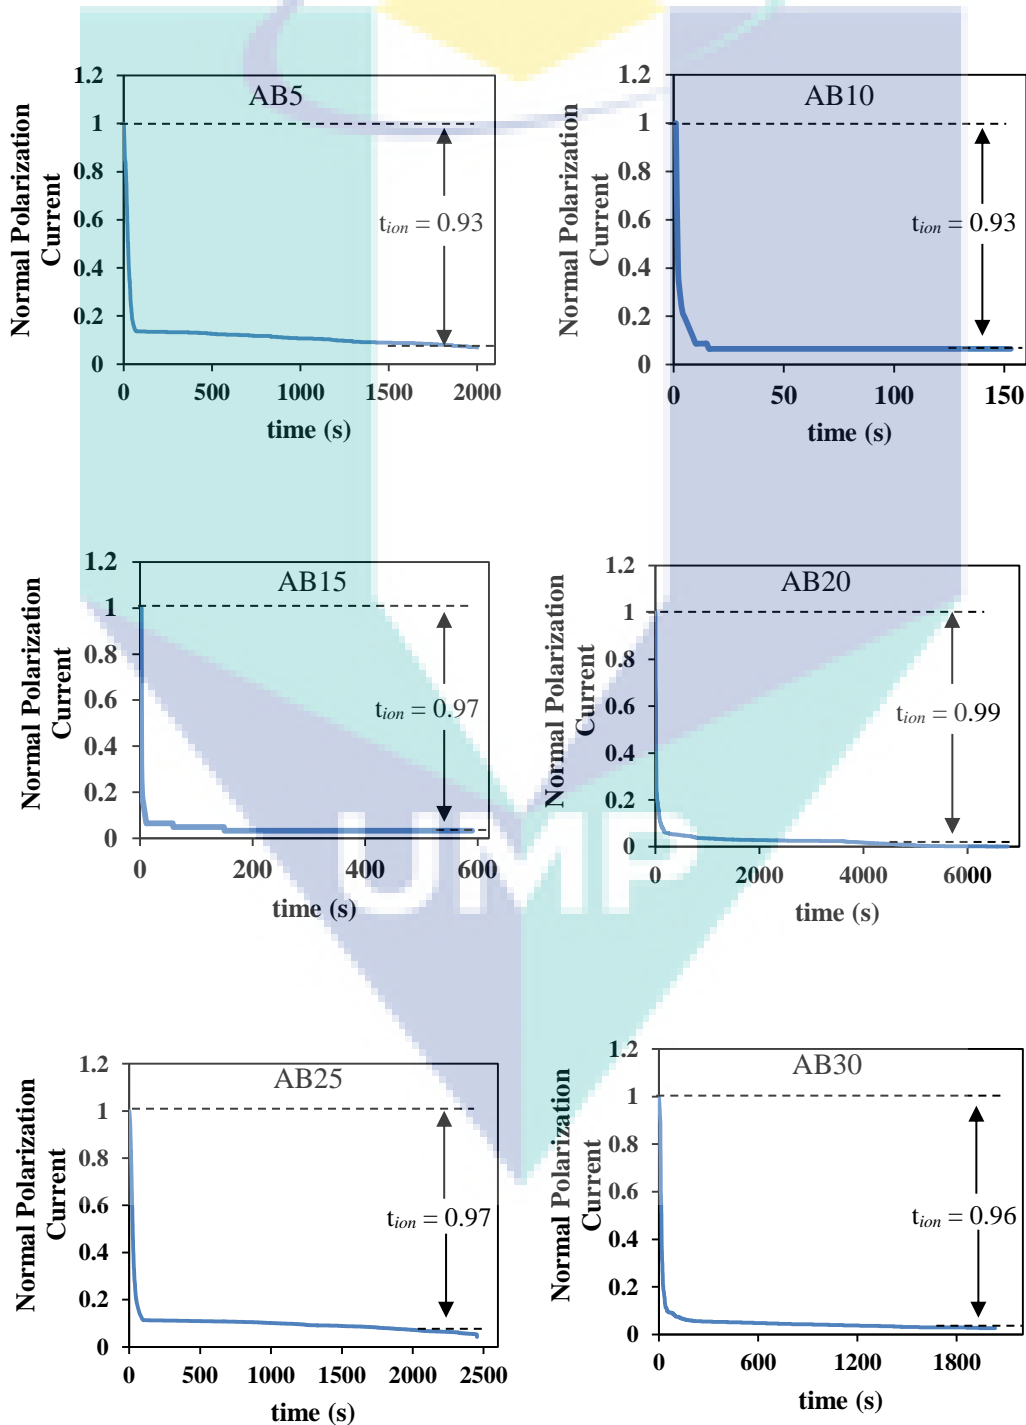 AB5
Normal Polarization
Current
1.2
1
0.8
0.6
0.4
0.2
0
t_ion = 0.93
0 500 1000 1500 2000
time (s)
AB10
Normal Polarization
Current
1.2
1
0.8
0.6
0.4
0.2
0
t_ion = 0.93
0 50 100 150
time (s)
AB15
Normal Polarization
Current
1.2
1
0.8
0.6
0.4
0.2
0
t_ion = 0.97
0 200 400 600
time (s)
AB20
Normal Polarization
Current
1.2
1
0.8
0.6
0.4
0.2
0
t_ion = 0.99
0 2000 4000 6000
time (s)
UMP
AB25
Normal Polarization
Current
1.2
1
0.8
0.6
0.4
0.2
0
t_ion = 0.97
0 500 1000 1500 2000 2500
time (s)
AB30
Normal Polarization
Current
1.2
1
0.8
0.6
0.4
0.2
0
t_ion = 0.96
0 600 1200 1800
time (s)